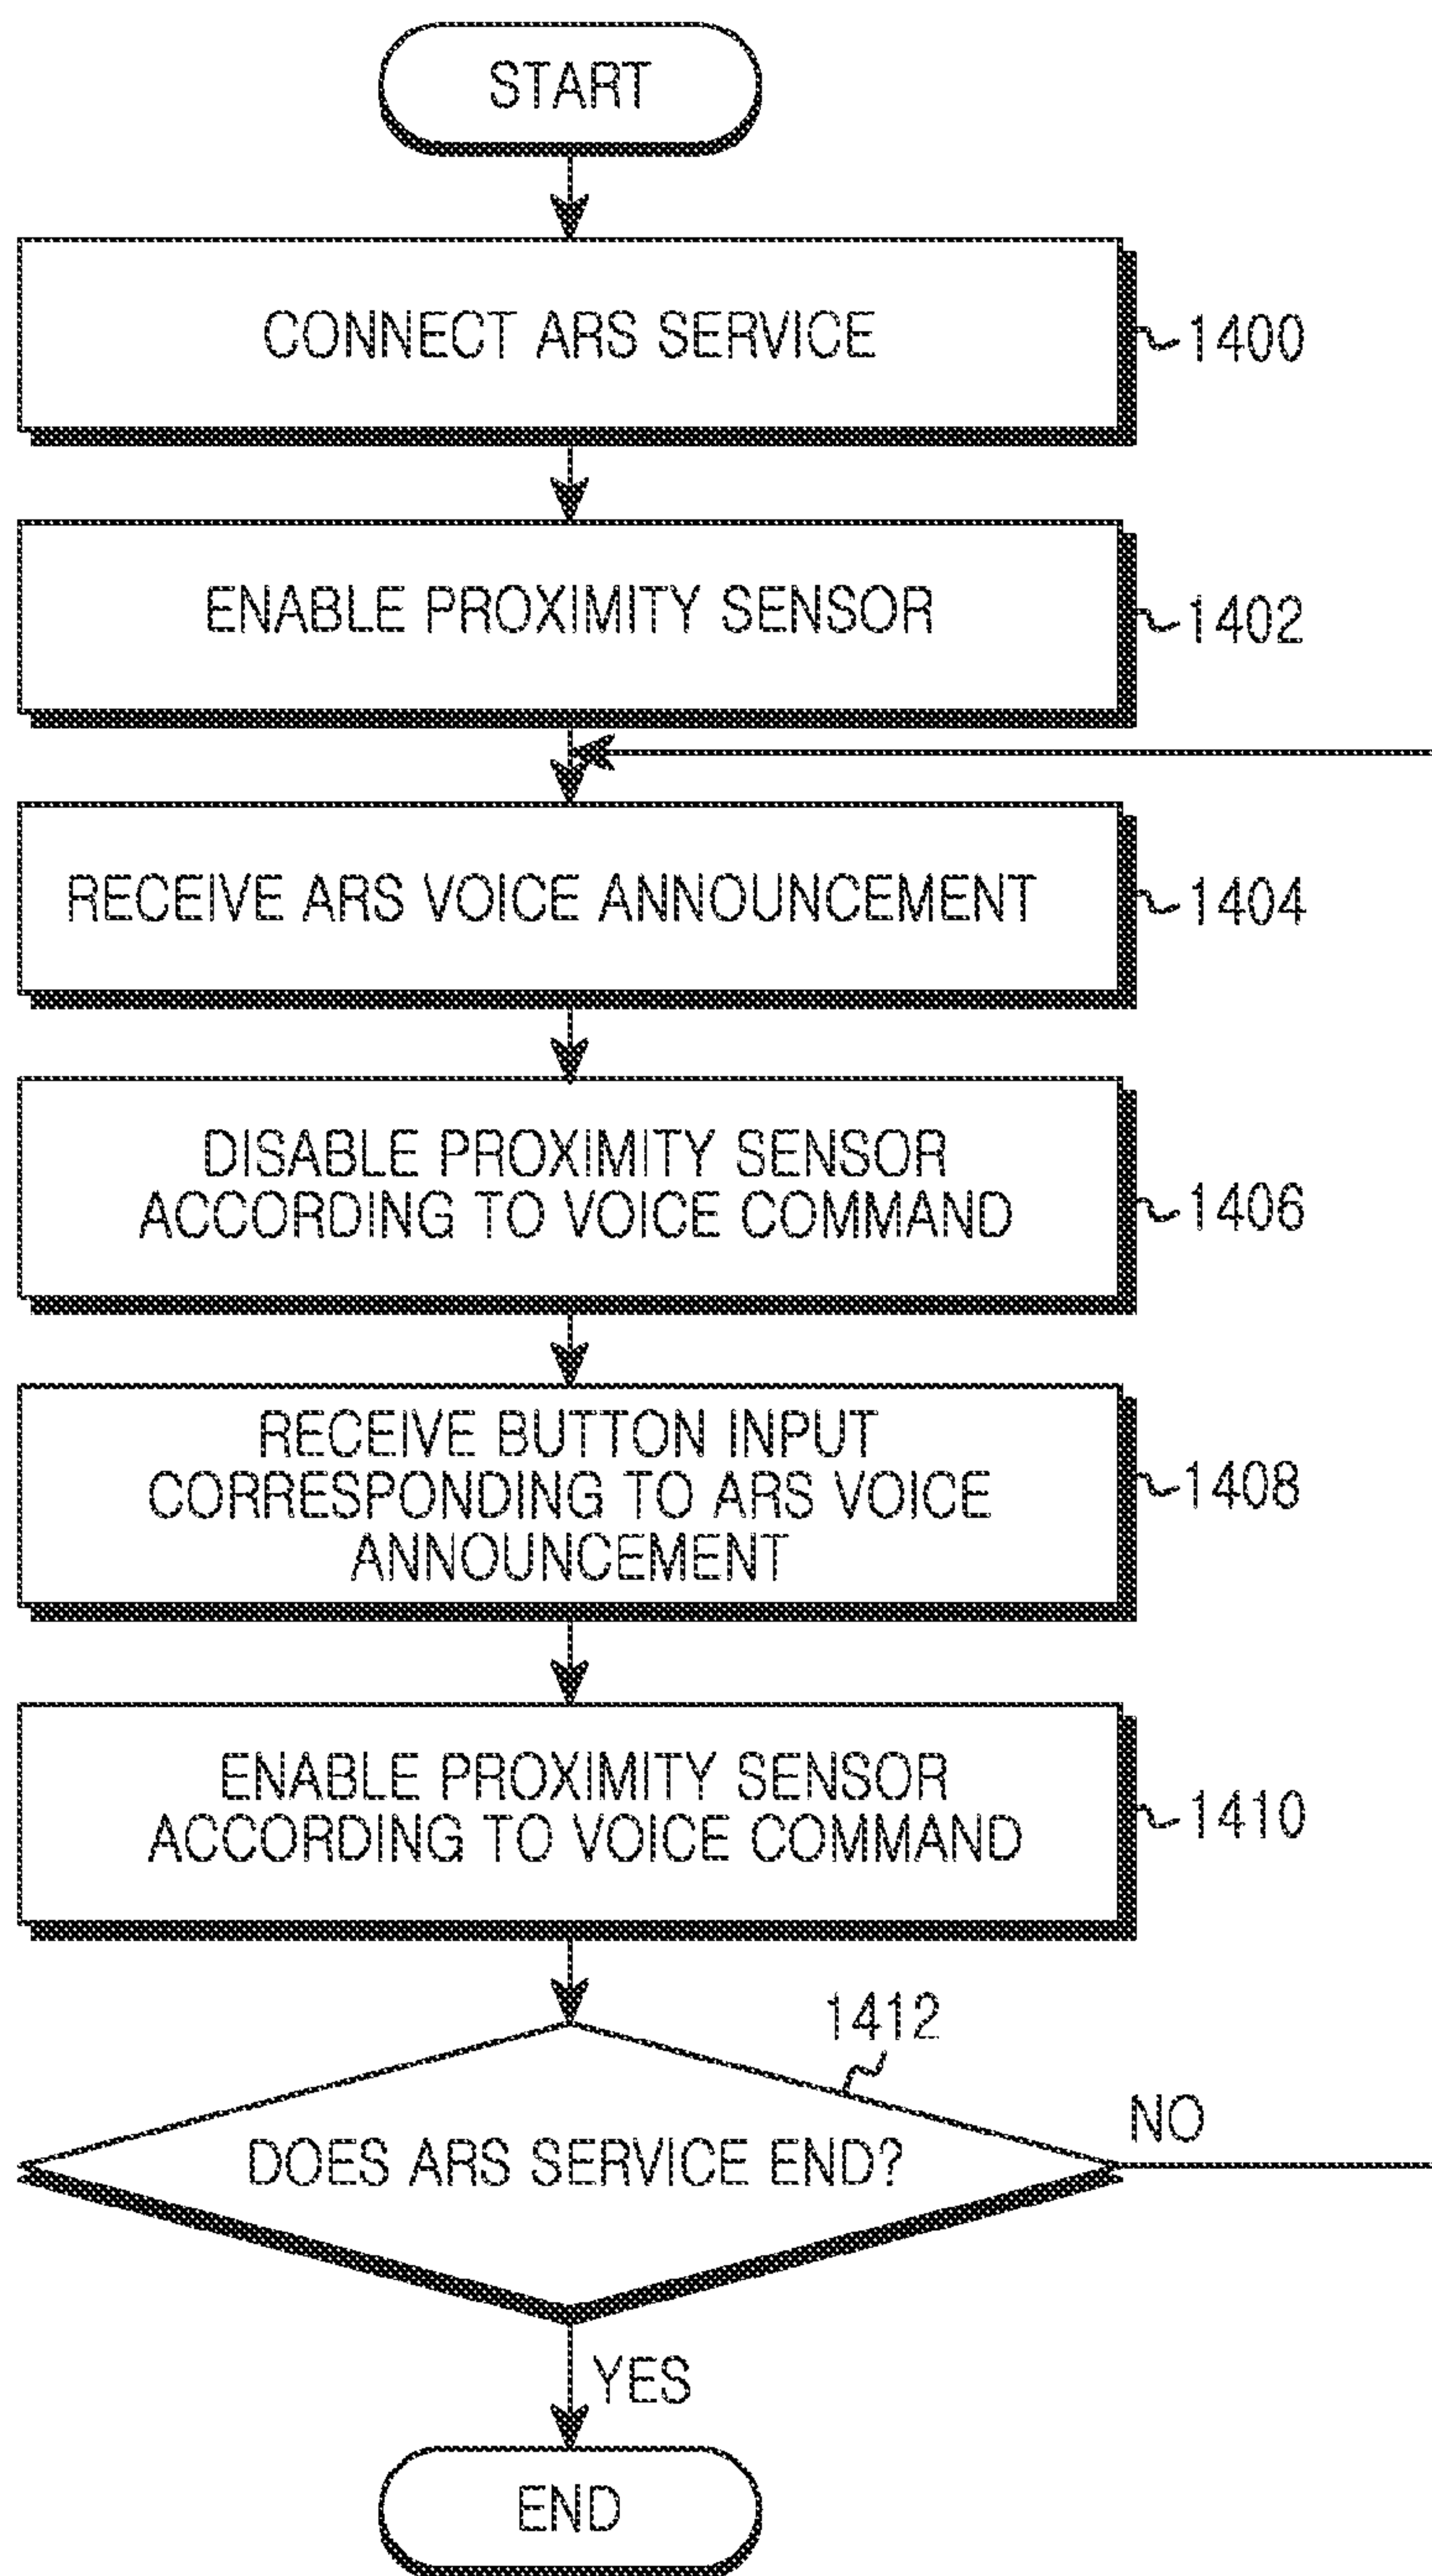 START
CONNECT ARS SERVICE
1400
ENABLE PROXIMITY SENSOR
1402
RECEIVE ARS VOICE ANNOUNCEMENT
1404
DISABLE PROXIMITY SENSOR
ACCORDING TO VOICE COMMAND
1406
RECEIVE BUTTON INPUT
CORRESPONDING TO ARS VOICE
ANNOUNCEMENT
1408
ENABLE PROXIMITY SENSOR
ACCORDING TO VOICE COMMAND
1410
1412
DOES ARS SERVICE END?
NO
YES
END